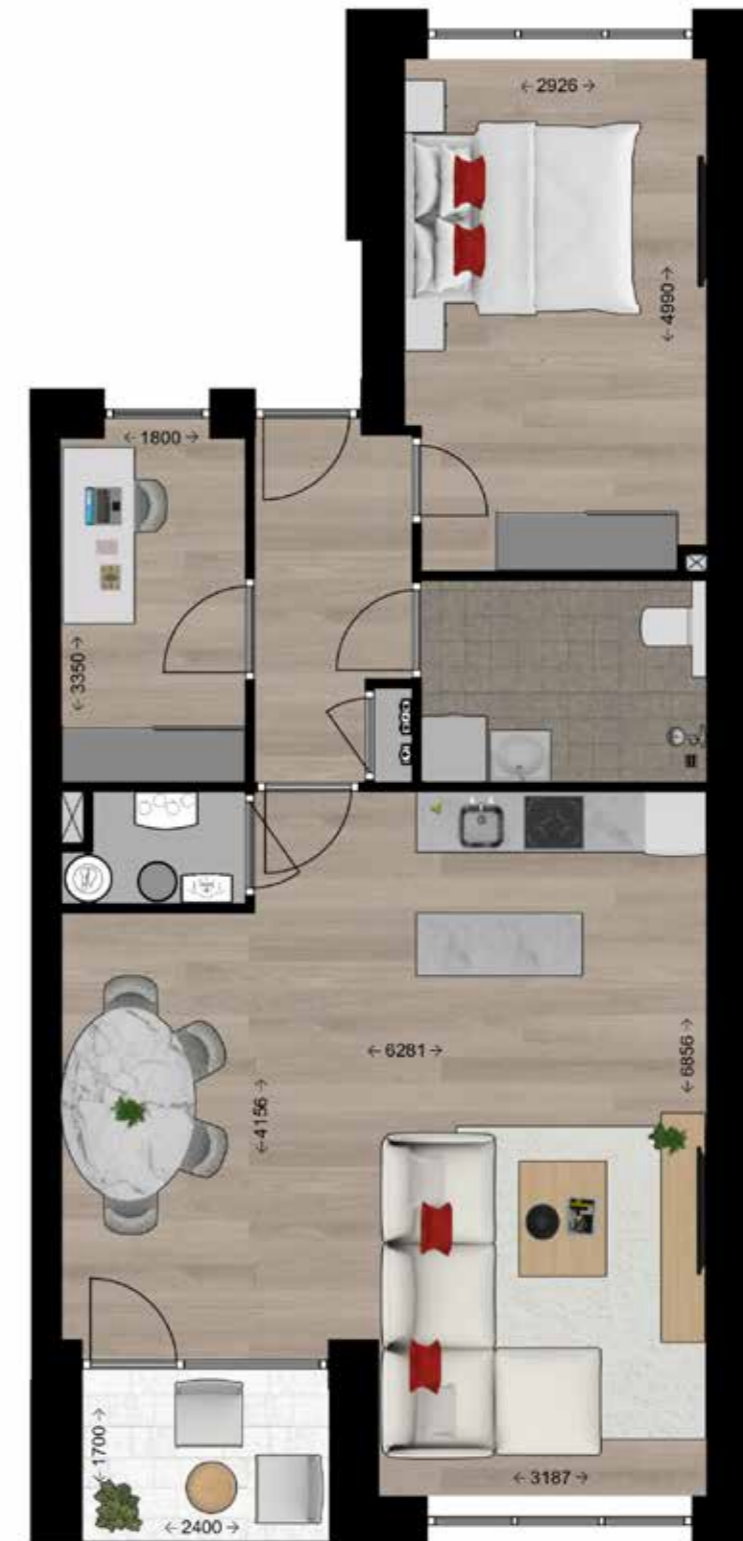 ← 2926 →
← 4990 →
← 1800 →
← 3350 →
← 6281 →
← 6856 →
← 4156 →
← 1700 →
← 3187 →
← 2400 →